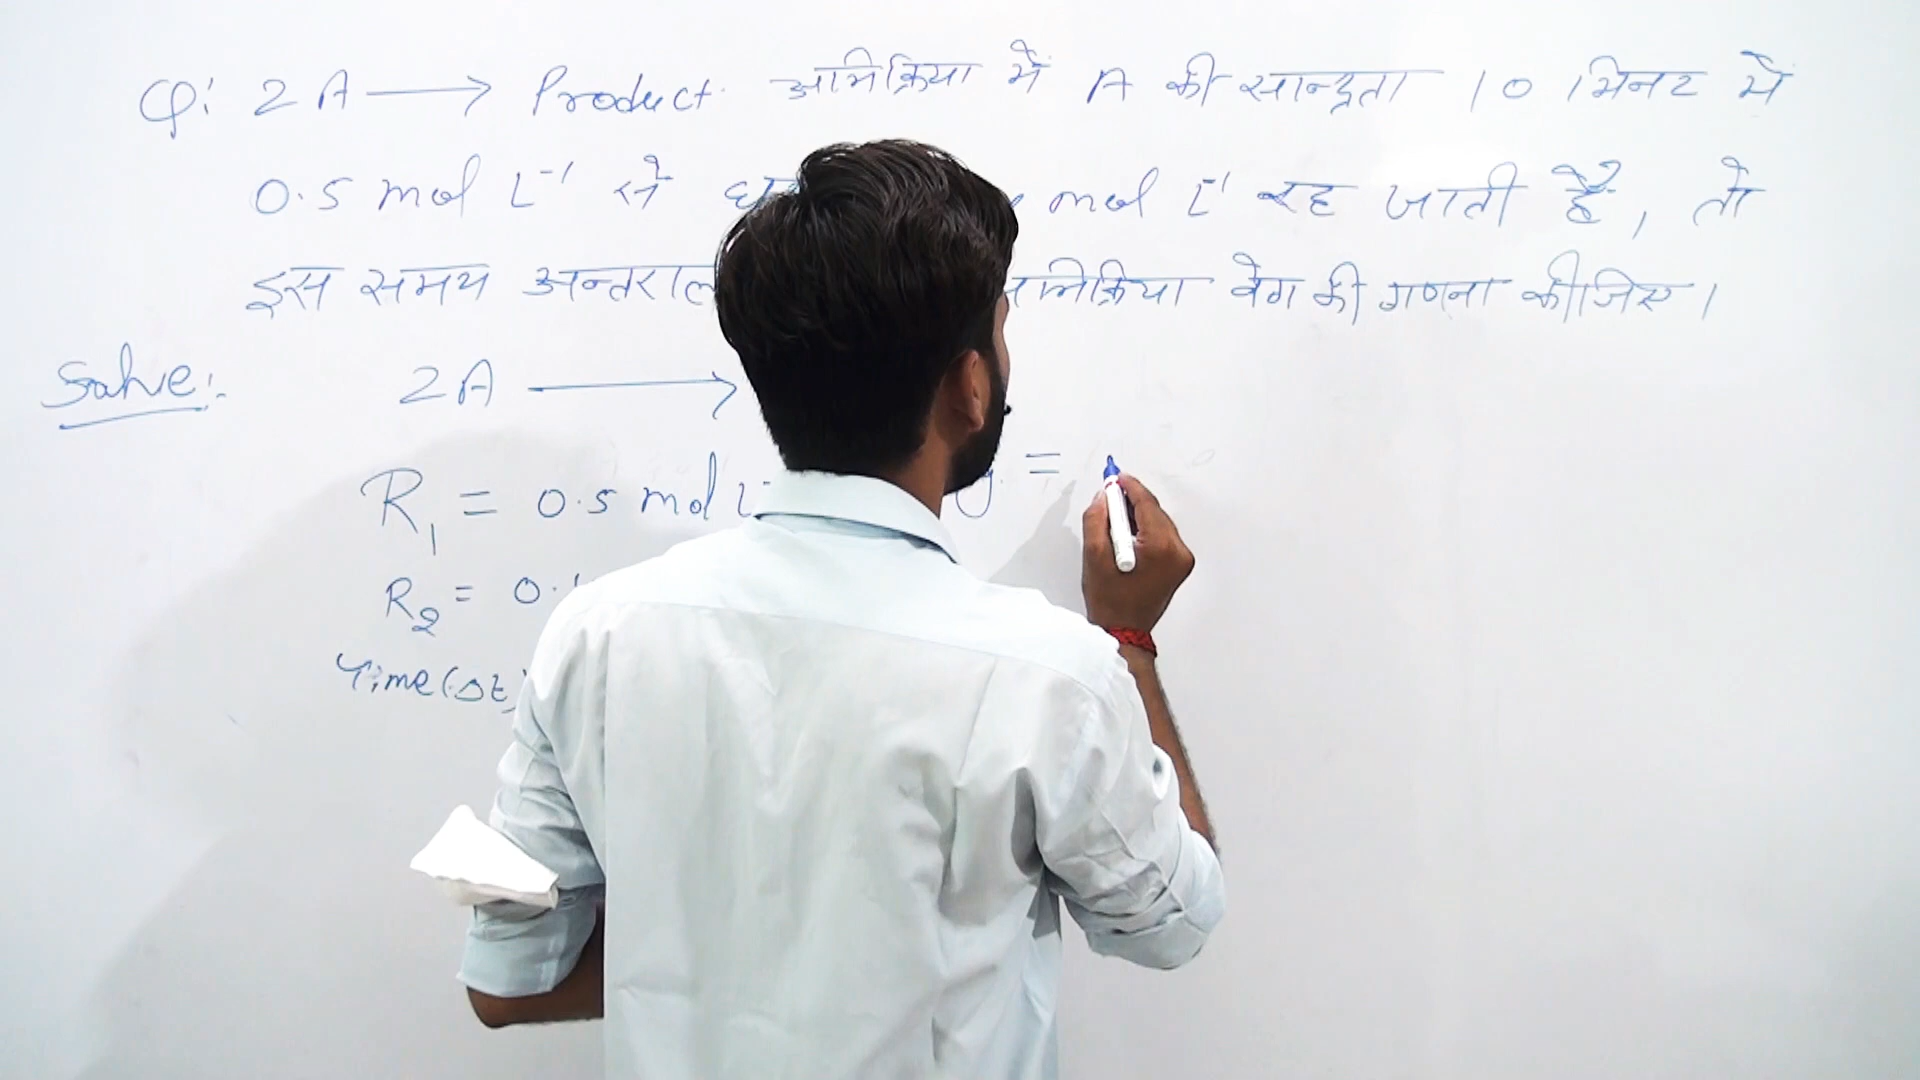 Q: 2A → Product अभिक्रिया में A की सान्द्रता 10 मिनट में
0.5 mol L⁻¹ से mol L⁻¹ रह जाती है, तो
इस समय अन्तराल वेग की गणना कीजिए।
Solve:-
2A →
R₁ = 0.5 mol =
R₂ = 0.
Time(Δt)